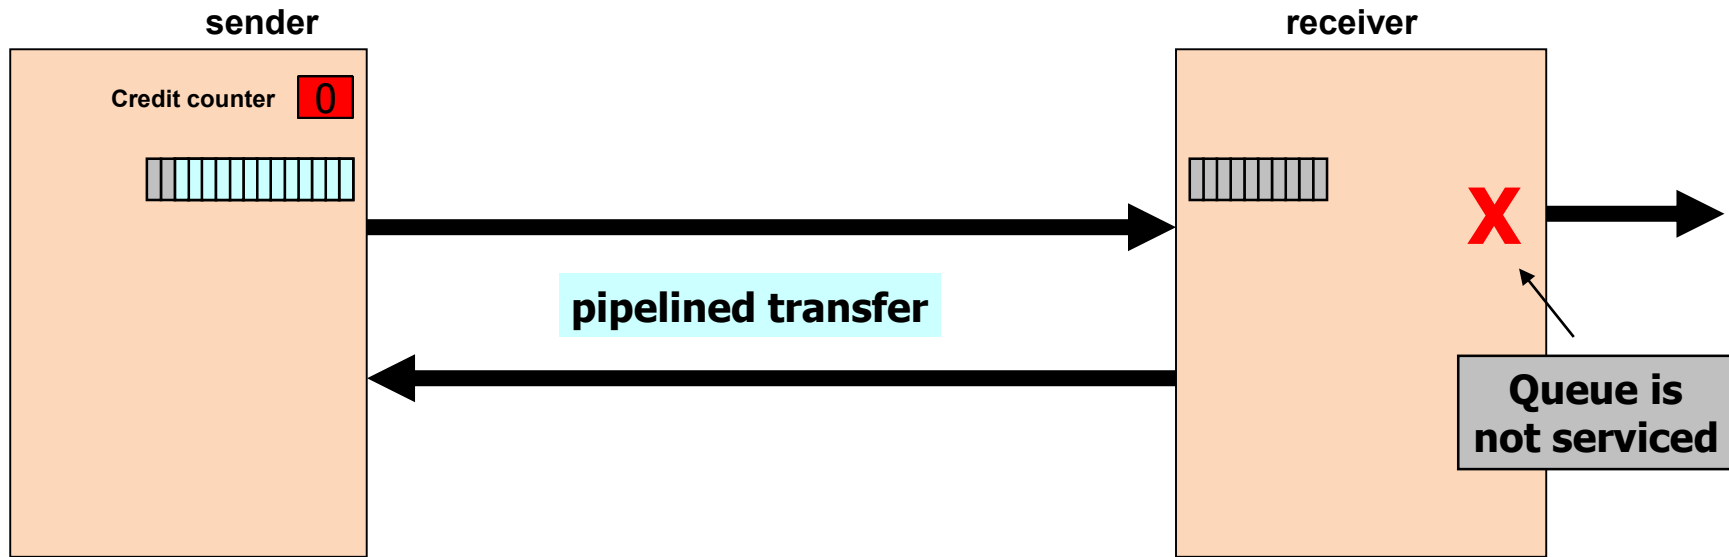 sender
receiver
Credit counter 0
X
pipelined transfer
Queue is
not serviced